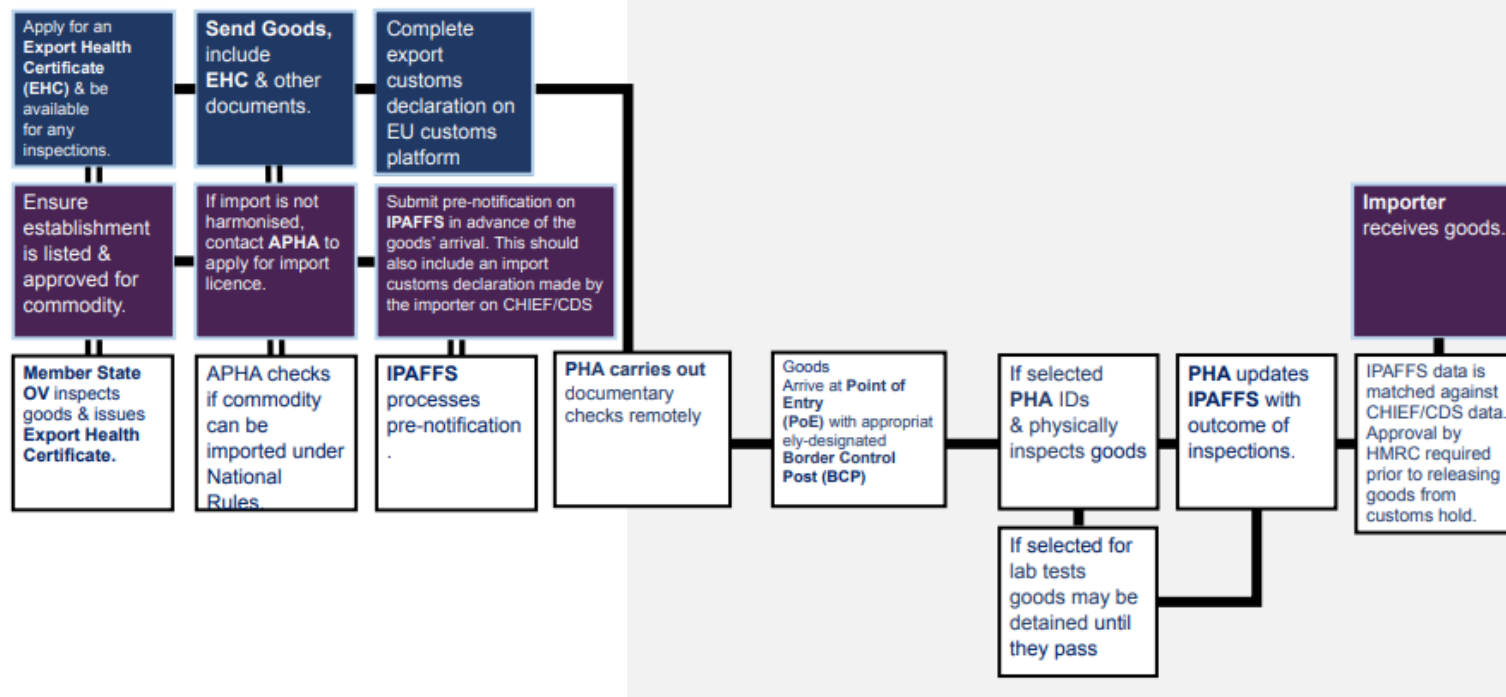 Apply for an
Export Health
Certificate
(EHC) & be
available
for any
inspections.
Send Goods,
include
EHC & other
documents.
Complete
export
customs
declaration on
EU customs
platform
Ensure
establishment
is listed &
approved for
commodity.
If import is not
harmonised,
contact APHA to
apply for import
licence.
Submit pre-notification on
IPAFFS in advance of the
goods' arrival. This should
also include an import
customs declaration made by
the importer on CHIEF/CDS
Importer
receives goods.
Member State
OV inspects
goods & issues
Export Health
Certificate.
APHA checks
if commodity
can be
imported under
National
Rules.
IPAFFS
processes
pre-notification
.
PHA carries out
documentary
checks remotely
Goods
Arrive at Point of
Entry
(PoE) with appropriat
ely-designated
Border Control
Post (BCP)
If selected
PHA IDs
& physically
inspects goods
PHA updates
IPAFFS with
outcome of
inspections.
IPAFFS data is
matched against
CHIEF/CDS data.
Approval by
HMRC required
prior to releasing
goods from
customs hold.
If selected for
lab tests
goods may be
detained until
they pass